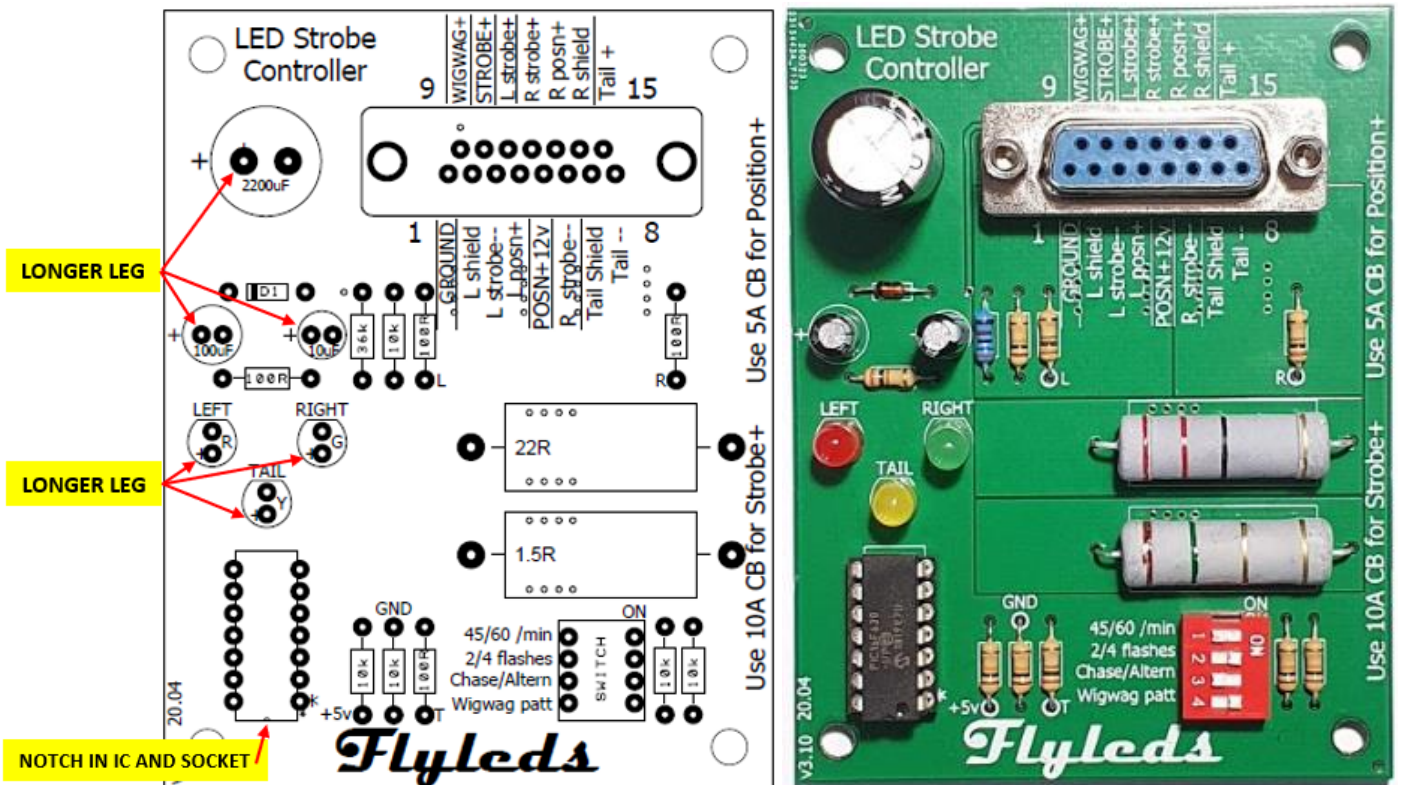 LED Strobe
Controller
9
WIGWAG+
STROBE+
L strobe+
R strobe+
R posn+
R shield
Tail +
15
+
2200uF
1
GROUND
L shield
L strobe--
L posn+
POSN+12v
R strobe--
Tail Shield
Tail --
8
LONGER LEG
D1
+
100uF
+
10uF
36k
10k
100R
L
100R
R
100R
Use 5A CB for Position+
LEFT
R
+
RIGHT
G
+
TAIL
Y
+
LONGER LEG
22R
1.5R
Use 10A CB for Strobe+
GND
10k
10k
100R
+5v
T
*
45/60 /min
2/4 flashes
Chase/Altern
Wigwag patt
ON
SWITCH
10k
10k
20.04
NOTCH IN IC AND SOCKET
Flyleds
LED Strobe
Controller
9
WIGWAG+
STROBE+
L strobe+
R strobe+
R posn+
R shield
Tail +
15
1
GROUND
L shield
L strobe--
L posn+
POSN+12v
R strobe--
Tail Shield
Tail --
8
+
L
R
Use 5A CB for Position+
LEFT
RIGHT
TAIL
Use 10A CB for Strobe+
PIC16F630
*
GND
+5v
T
45/60 /min
2/4 flashes
Chase/Altern
Wigwag patt
ON
ON
1
2
3
4
v3.10 20.04
Flyleds